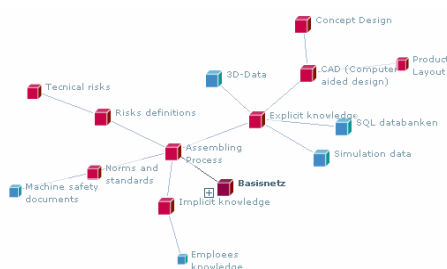 Concept Design
CAD (Computer
aided design)
Product
Layout
3D-Data
Tecnical risks
Risks definitions
Explicit knowledge
SQL databanken
Simulation data
Assembling
Process
Norms and
standards
Machine safety
documents
Basisnetz
Implicit knowledge
Emploees
knowledge